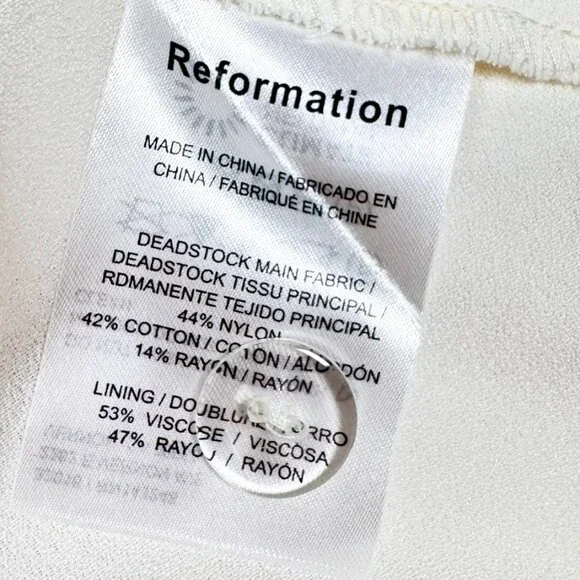 Reformation
MADE IN CHINA / FABRICADO EN
CHINA / FABRIQUÉ EN CHINE
DEADSTOCK MAIN FABRIC /
DEADSTOCK TISSU PRINCIPAL /
RDMANENTE TEJIDO PRINCIPAL
44% NYLON
42% COTTON / COTON / ALGODÓN
14% RAYON / RAYÓN
LINING / DOUBLURE / FORRO
53% VISCOSE / VISCOSA
47% RAYON / RAYÓN